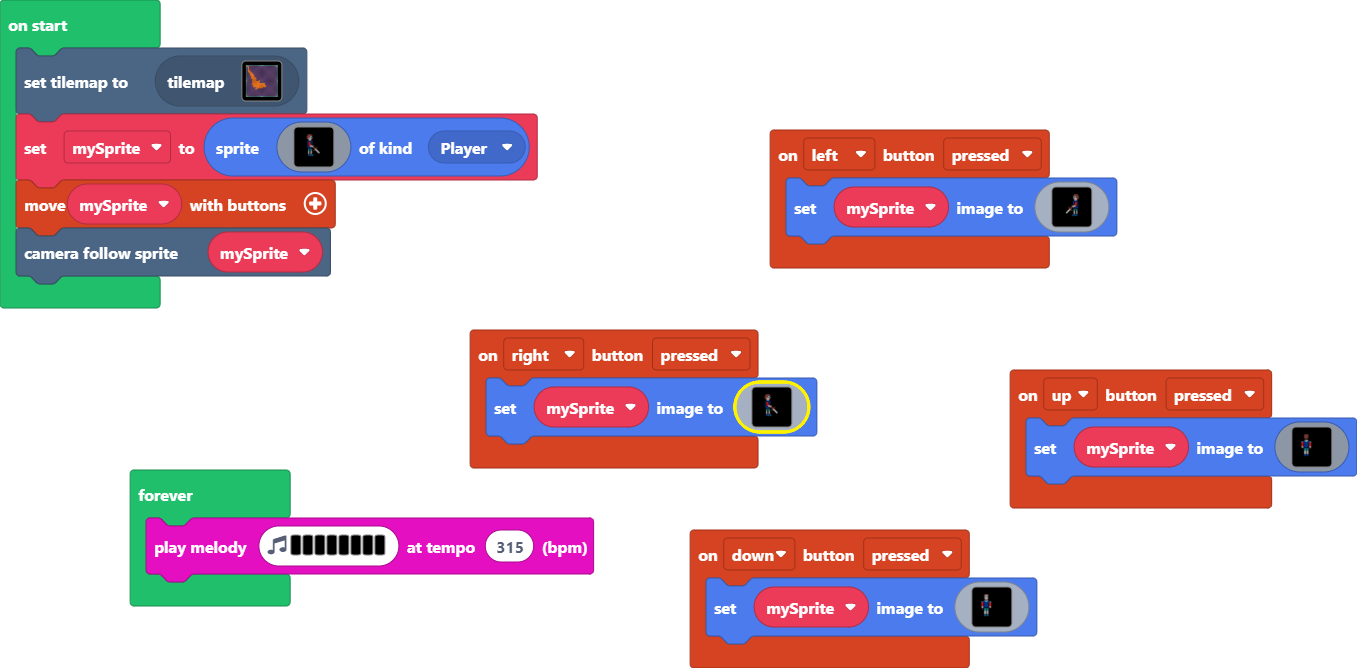 on start
set tilemap to tilemap
set mySprite to sprite of kind Player
move mySprite with buttons
camera follow sprite mySprite
on left button pressed
set mySprite image to
on right button pressed
set mySprite image to
on up button pressed
set mySprite image to
forever
play melody at tempo 315 (bpm)
on down button pressed
set mySprite image to